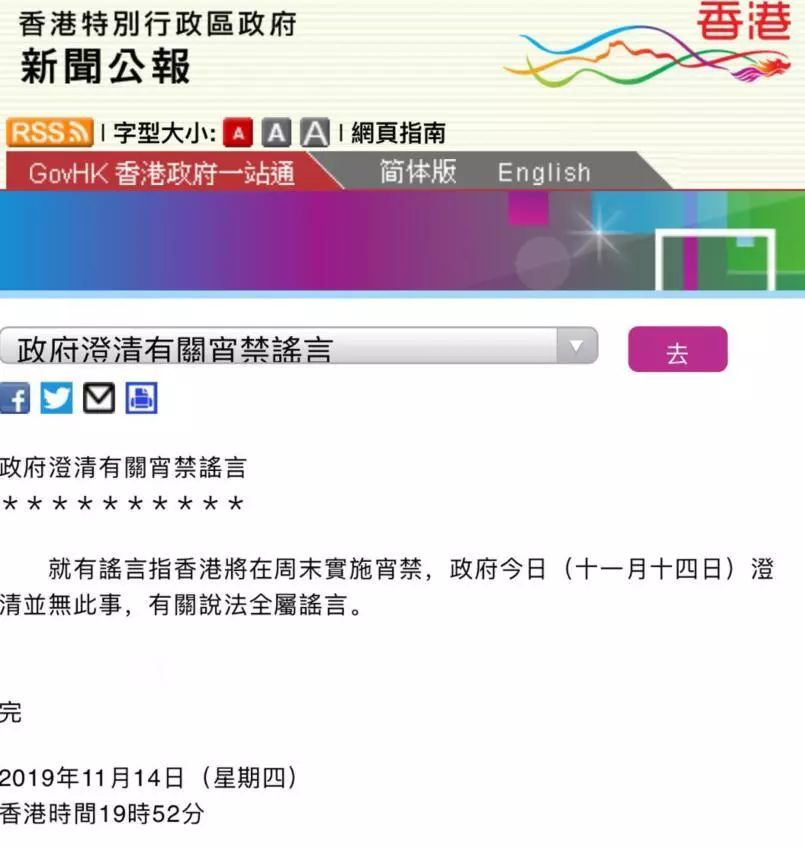 香港特別行政區政府
新聞公報
香港
RSS | 字型大小: A A A | 網頁指南
GovHK 香港政府一站通 简体版 English
政府澄清有關宵禁謠言 去
政府澄清有關宵禁謠言
＊＊＊＊＊＊＊＊＊＊
就有謠言指香港將在周末實施宵禁，政府今日（十一月十四日）澄
清並無此事，有關說法全屬謠言。
完
2019年11月14日（星期四）
香港時間19時52分